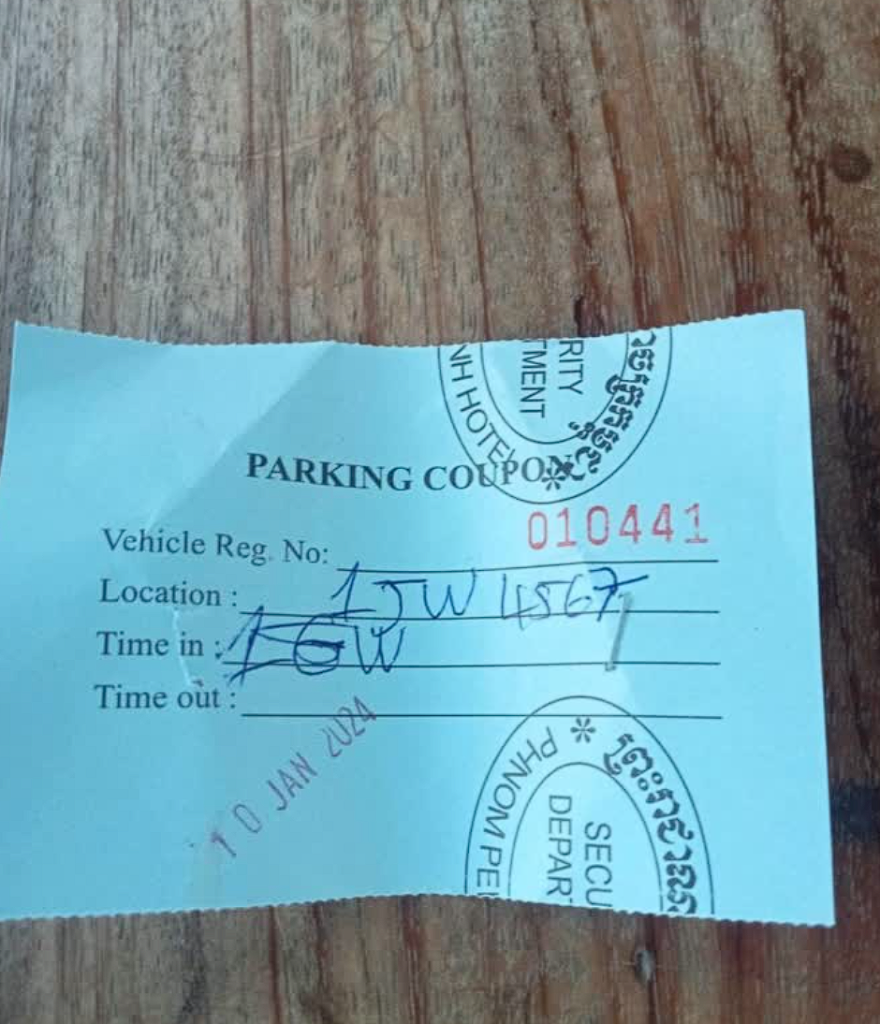 RITY
TMENT
NH HOTEL
PARKING COUPON
010441
Vehicle Reg. No:
Location : 1JW 4567
Time in :
Time out :
10 JAN 2024
* PHNOM PE
SECU
DEPAR